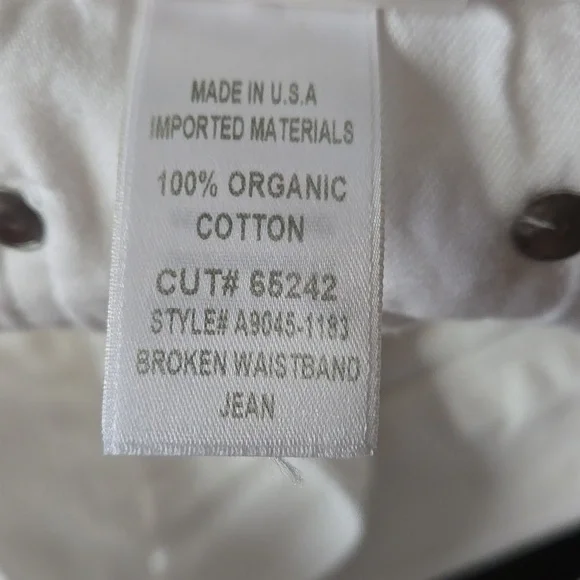 MADE IN U.S.A
IMPORTED MATERIALS
100% ORGANIC
COTTON
CUT# 65242
STYLE# A9045-1183
BROKEN WAISTBAND
JEAN